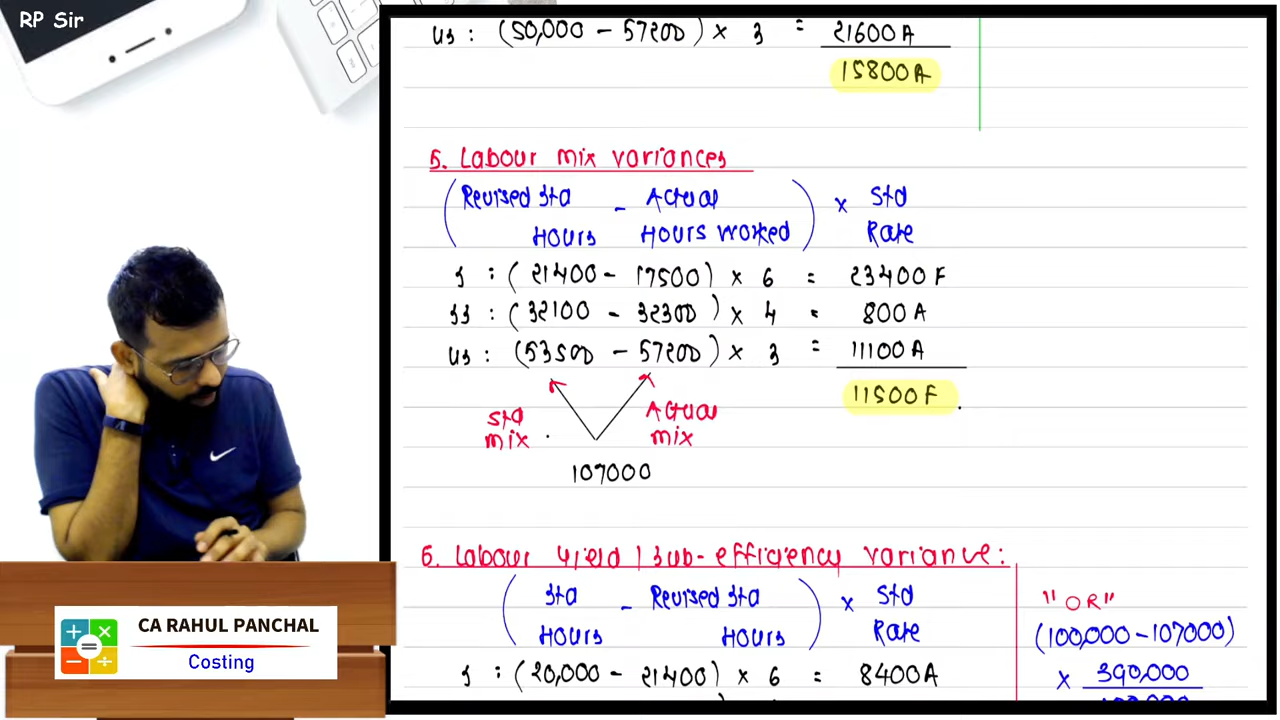 RP Sir
us : (50,000 - 57200) × 3 = 21600 A
15800 A
5. Labour mix variances
(Revised Std Hours - Actual Hours Worked) × Std Rate
s : (21400 - 17500) × 6 = 23400 F
ss : (32100 - 32300) × 4 = 800 A
us : (53500 - 57200) × 3 = 11100 A
11500 F
Std mix
Actual mix
107000
6. Labour Yield / sub-efficiency variance :
(Std Hours - Revised Std Hours) × Std Rate
s : (20,000 - 21400) × 6 = 8400 A
"OR"
(100,000 - 107000)
× 390,000
CA RAHUL PANCHAL
Costing